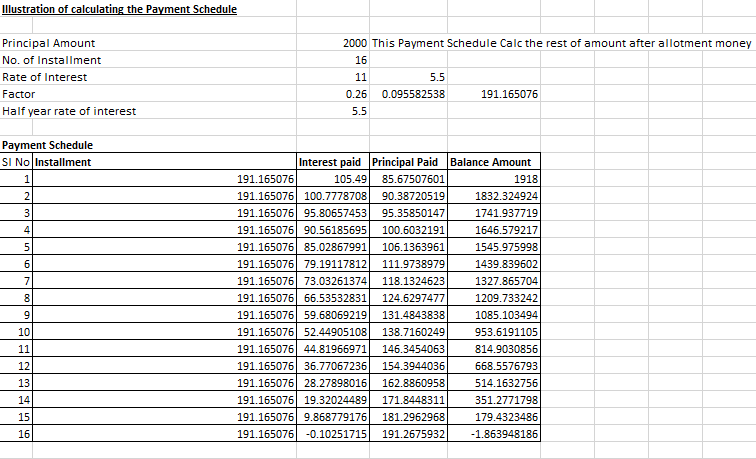 Illustration of calculating the Payment Schedule
Principal Amount 2000 This Payment Schedule Calc the rest of amount after allotment money
No. of Installment 16
Rate of Interest 11 5.5
Factor 0.26 0.095582538 191.165076
Half year rate of interest 5.5
Payment Schedule
Sl No Installment Interest paid Principal Paid Balance Amount
1 191.165076 105.49 85.67507601 1918
2 191.165076 100.7778708 90.38720519 1832.324924
3 191.165076 95.80657453 95.35850147 1741.937719
4 191.165076 90.56185695 100.6032191 1646.579217
5 191.165076 85.02867991 106.1363961 1545.975998
6 191.165076 79.19117812 111.9738979 1439.839602
7 191.165076 73.03261374 118.1324623 1327.865704
8 191.165076 66.53532831 124.6297477 1209.733242
9 191.165076 59.68069219 131.4843838 1085.103494
10 191.165076 52.44905108 138.7160249 953.6191105
11 191.165076 44.81966971 146.3454063 814.9030856
12 191.165076 36.77067236 154.3944036 668.5576793
13 191.165076 28.27898016 162.8860958 514.1632756
14 191.165076 19.32024489 171.8448311 351.2771798
15 191.165076 9.868779176 181.2962968 179.4323486
16 191.165076 -0.10251715 191.2675932 -1.863948186